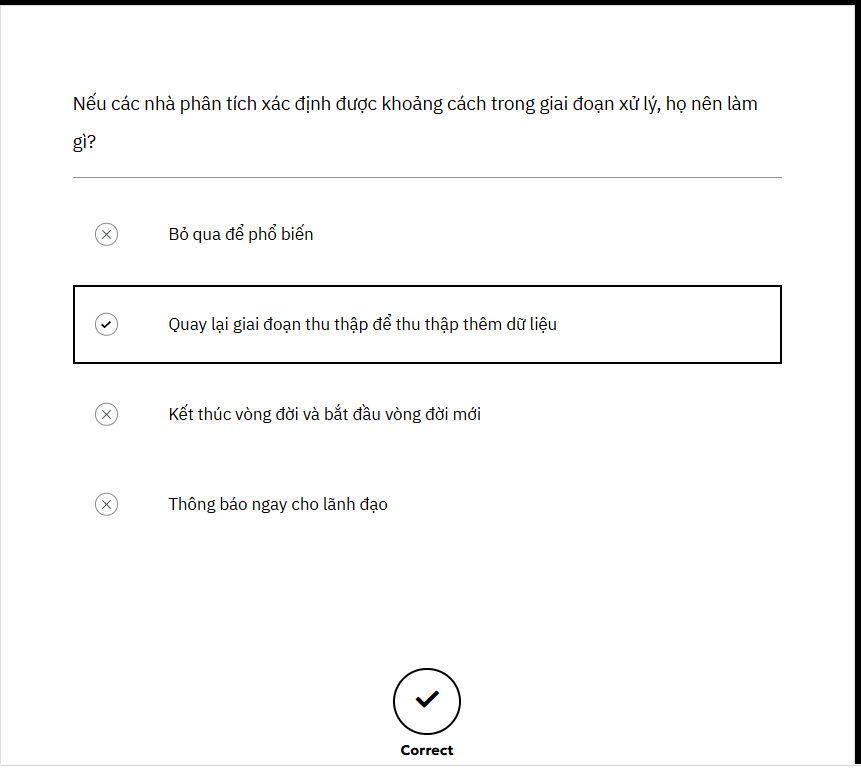 Nếu các nhà phân tích xác định được khoảng cách trong giai đoạn xử lý, họ nên làm
gì?
Bỏ qua để phổ biến
Quay lại giai đoạn thu thập để thu thập thêm dữ liệu
Kết thúc vòng đời và bắt đầu vòng đời mới
Thông báo ngay cho lãnh đạo
Correct